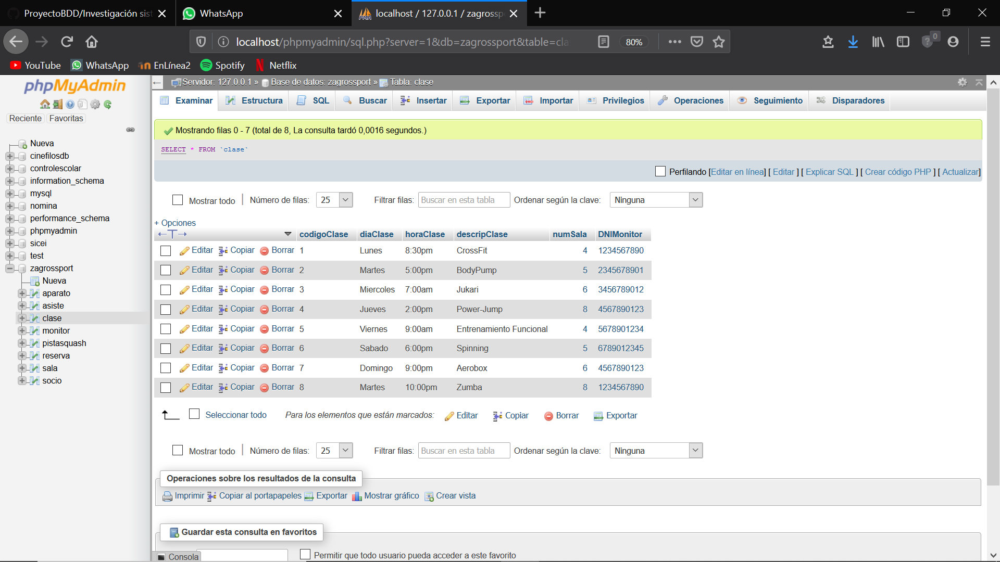 ProyectoBDD/Investigación sist
WhatsApp
localhost / 127.0.0.1 / zagrossp
localhost/phpmyadmin/sql.php?server=1&db=zagrossport&table=cla
80%
0
YouTube
WhatsApp
EnLínea2
Spotify
Netflix
phpMyAdmin
Reciente
Favoritas
Nueva
cinefilosdb
controlescolar
information_schema
mysql
nomina
performance_schema
phpmyadmin
sicei
test
zagrossport
Nueva
aparato
asiste
clase
monitor
pistasquash
reserva
sala
socio
Servidor: 127.0.0.1 » Base de datos: zagrossport » Tabla: clase
Examinar Estructura SQL Buscar Insertar Exportar Importar Privilegios Operaciones Seguimiento Disparadores
Mostrando filas 0 - 7 (total de 8, La consulta tardó 0,0016 segundos.)
SELECT * FROM `clase`
Perfilando [Editar en línea] [ Editar ] [ Explicar SQL ] [ Crear código PHP ] [ Actualizar]
Mostrar todo | Número de filas: 25 Filtrar filas: Buscar en esta tabla Ordenar según la clave: Ninguna
+ Opciones
←T→ codigoClase diaClase horaClase descripClase numSala DNIMonitor
Editar Copiar Borrar 1 Lunes 8:30pm CrossFit 4 1234567890
Editar Copiar Borrar 2 Martes 5:00pm BodyPump 5 2345678901
Editar Copiar Borrar 3 Miercoles 7:00am Jukari 6 3456789012
Editar Copiar Borrar 4 Jueves 2:00pm Power-Jump 8 4567890123
Editar Copiar Borrar 5 Viernes 9:00am Entrenamiento Funcional 4 5678901234
Editar Copiar Borrar 6 Sabado 6:00pm Spinning 5 6789012345
Editar Copiar Borrar 7 Domingo 9:00pm Aerobox 6 4567890123
Editar Copiar Borrar 8 Martes 10:00pm Zumba 8 1234567890
Seleccionar todo Para los elementos que están marcados: Editar Copiar Borrar Exportar
Mostrar todo | Número de filas: 25 Filtrar filas: Buscar en esta tabla Ordenar según la clave: Ninguna
Operaciones sobre los resultados de la consulta
Imprimir Copiar al portapapeles Exportar Mostrar gráfico Crear vista
Guardar esta consulta en favoritos
Consola
Permitir que todo usuario pueda acceder a este favorito